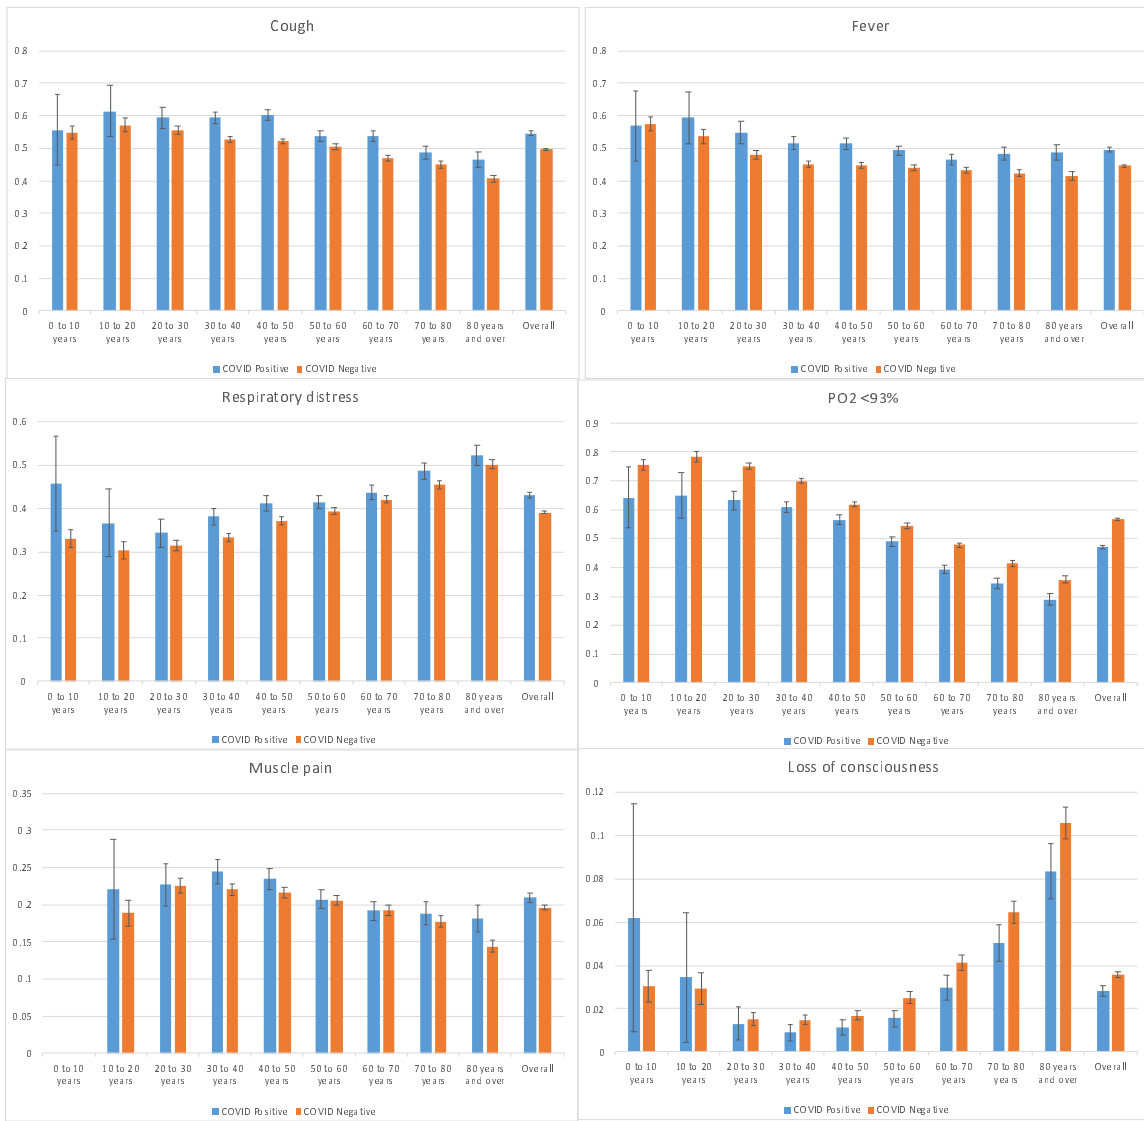 Cough
0.8
0.7
0.6
0.5
0.4
0.3
0.2
0.1
0
0 to 10 years
10 to 20 years
20 to 30 years
30 to 40 years
40 to 50 years
50 to 60 years
60 to 70 years
70 to 80 years
80 years and over
Overall
COVID Positive
COVID Negative
Fever
0.8
0.7
0.6
0.5
0.4
0.3
0.2
0.1
0
0 to 10 years
10 to 20 years
20 to 30 years
30 to 40 years
40 to 50 years
50 to 60 years
60 to 70 years
70 to 80 years
80 years and over
Overall
COVID Positive
COVID Negative
Respiratory distress
0.6
0.5
0.4
0.3
0.2
0.1
0
0 to 10 years
10 to 20 years
20 to 30 years
30 to 40 years
40 to 50 years
50 to 60 years
60 to 70 years
70 to 80 years
80 years and over
Overall
COVID Positive
COVID Negative
PO2 <93%
0.9
0.8
0.7
0.6
0.5
0.4
0.3
0.2
0.1
0
0 to 10 years
10 to 20 years
20 to 30 years
30 to 40 years
40 to 50 years
50 to 60 years
60 to 70 years
70 to 80 years
80 years and over
Overall
COVID Positive
COVID Negative
Muscle pain
0.35
0.3
0.25
0.2
0.15
0.1
0.05
0
0 to 10 years
10 to 20 years
20 to 30 years
30 to 40 years
40 to 50 years
50 to 60 years
60 to 70 years
70 to 80 years
80 years and over
Overall
COVID Positive
COVID Negative
Loss of consciousness
0.12
0.1
0.08
0.06
0.04
0.02
0
0 to 10 years
10 to 20 years
20 to 30 years
30 to 40 years
40 to 50 years
50 to 60 years
60 to 70 years
70 to 80 years
80 years and over
Overall
COVID Positive
COVID Negative